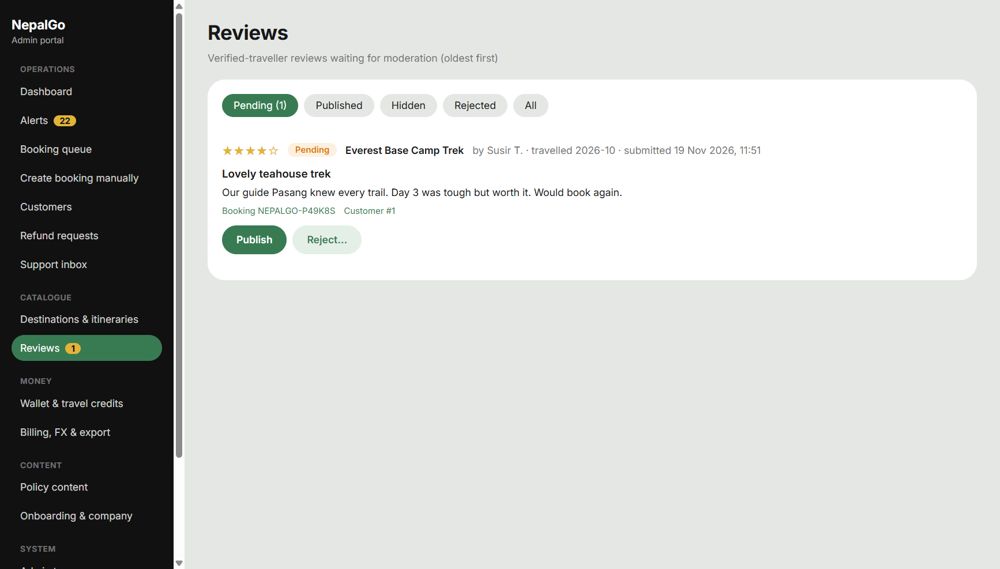 NepalGo
Admin portal
OPERATIONS
Dashboard
Alerts 22
Booking queue
Create booking manually
Customers
Refund requests
Support inbox
CATALOGUE
Destinations & itineraries
Reviews 1
MONEY
Wallet & travel credits
Billing, FX & export
CONTENT
Policy content
Onboarding & company
SYSTEM
Reviews
Verified-traveller reviews waiting for moderation (oldest first)
Pending (1) Published Hidden Rejected All
★★★★☆ Pending Everest Base Camp Trek by Susir T. · travelled 2026-10 · submitted 19 Nov 2026, 11:51
Lovely teahouse trek
Our guide Pasang knew every trail. Day 3 was tough but worth it. Would book again.
Booking NEPALGO-P49K8S Customer #1
Publish Reject...